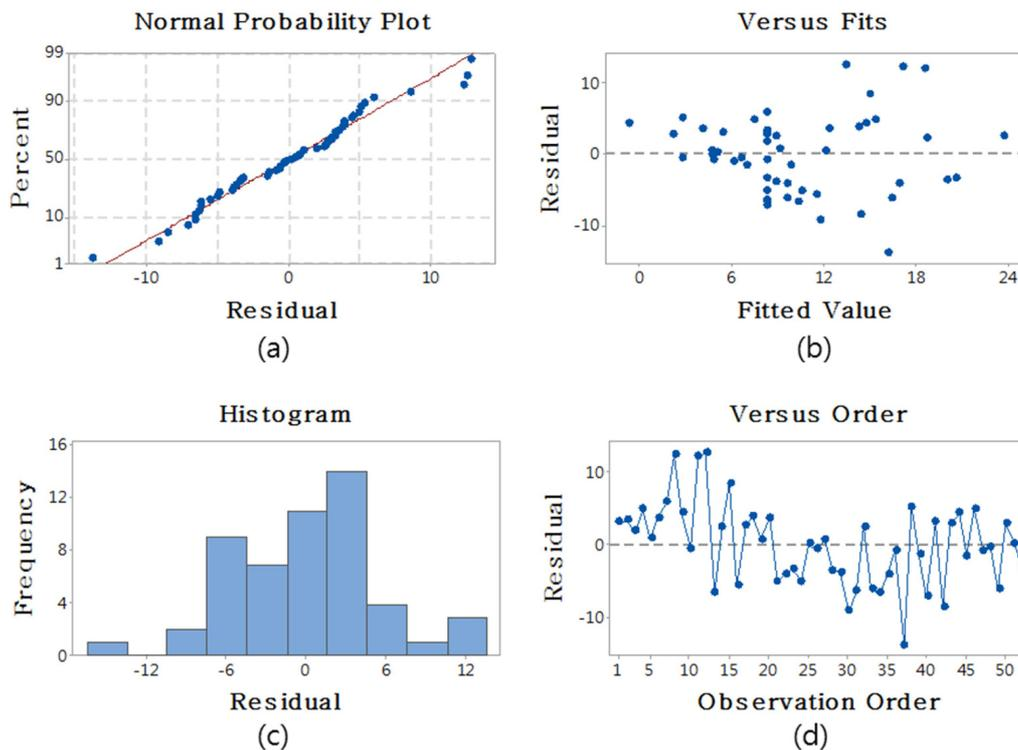 Normal Probability Plot
Percent
99
90
50
10
1
-10 0 10
Residual
(a)
Versus Fits
Residual
10
0
-10
0 6 12 18 24
Fitted Value
(b)
Histogram
Frequency
16
12
8
4
0
-12 -6 0 6 12
Residual
(c)
Versus Order
Residual
10
0
-10
1 5 10 15 20 25 30 35 40 45 50
Observation Order
(d)